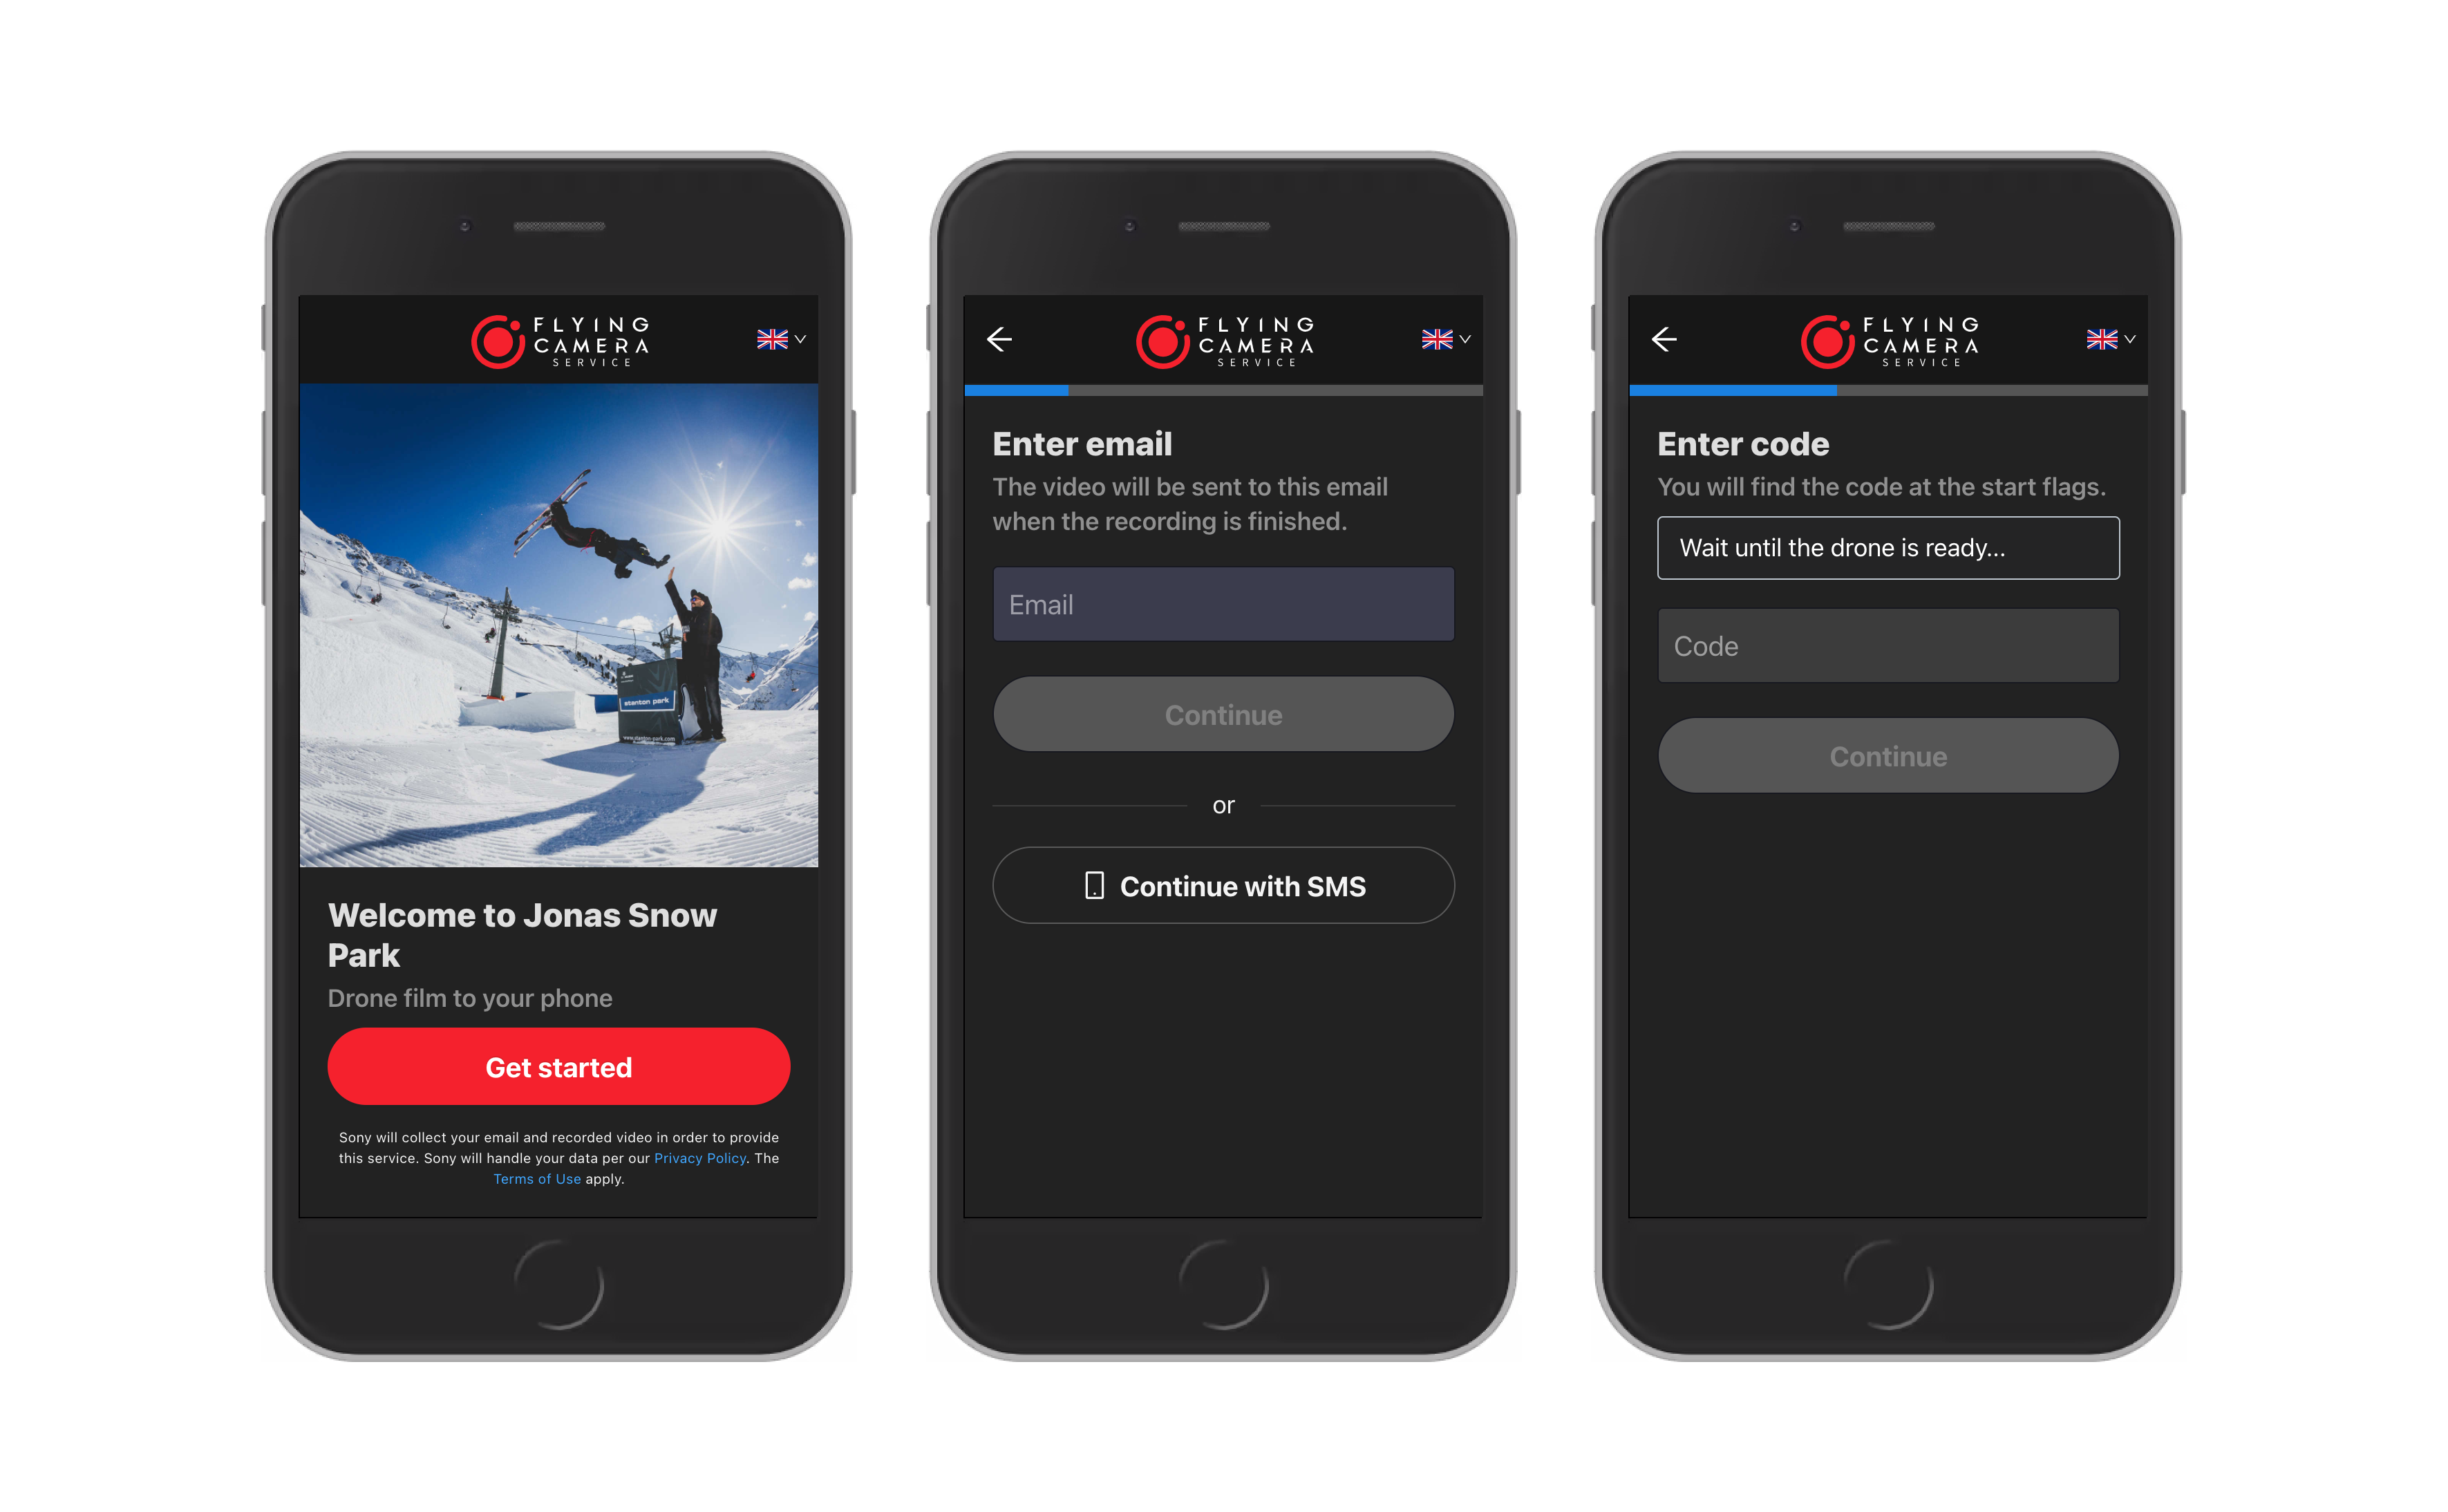 FLYING
CAMERA
SERVICE
stanton park
www.stanton-park.com
Welcome to Jonas Snow
Park
Drone film to your phone
Get started
Sony will collect your email and recorded video in order to provide
this service. Sony will handle your data per our Privacy Policy. The
Terms of Use apply.
FLYING
CAMERA
SERVICE
Enter email
The video will be sent to this email
when the recording is finished.
Email
Continue
or
Continue with SMS
FLYING
CAMERA
SERVICE
Enter code
You will find the code at the start flags.
Wait until the drone is ready...
Code
Continue